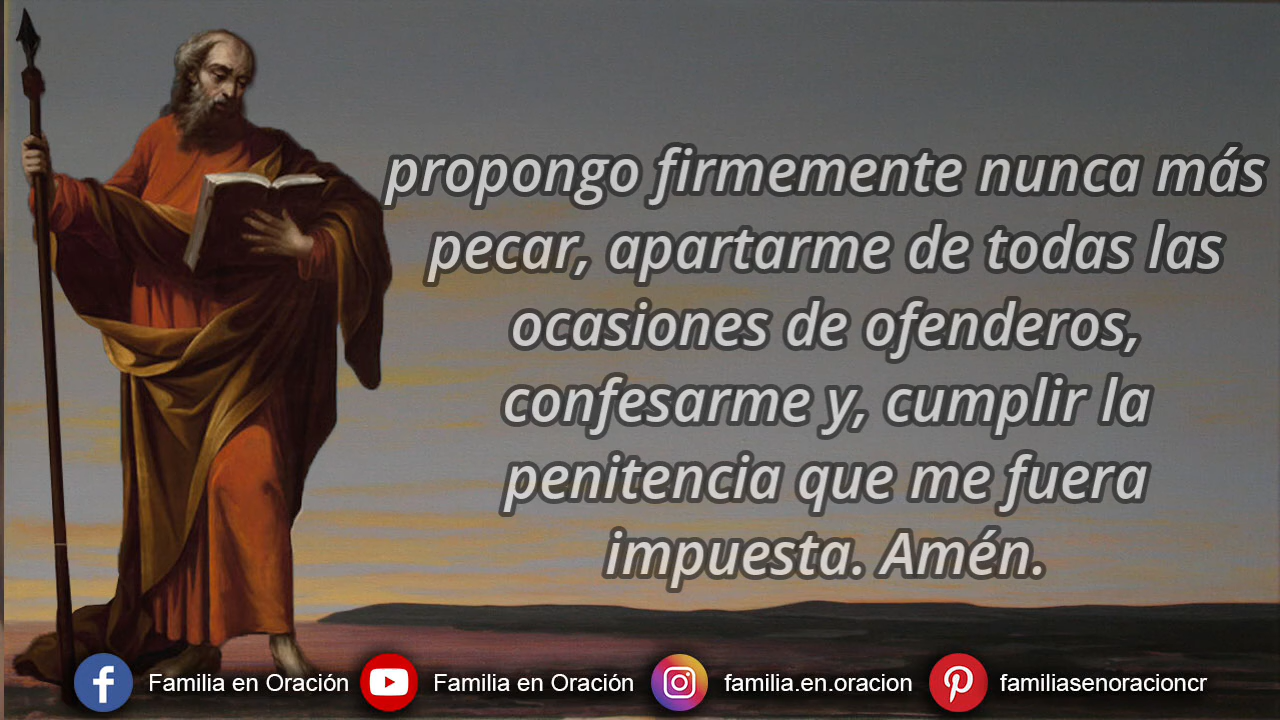 propongo firmemente nunca más
pecar, apartarme de todas las
ocasiones de ofenderos,
confesarme y, cumplir la
penitencia que me fuera
impuesta. Amén.
Familia en Oración
Familia en Oración
familia.en.oracion
familiasenoracioncr